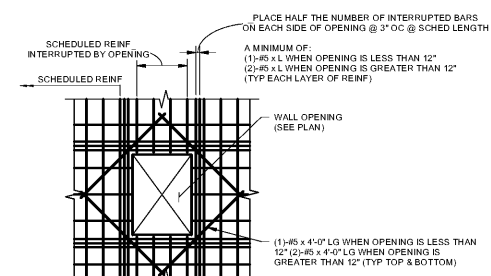 PLACE HALF THE NUMBER OF INTERRUPTED BARS
ON EACH SIDE OF OPENING @ 3" OC @ SCHED LENGTH
SCHEDULED REINF
INTERRUPTED BY OPENING
A MINIMUM OF:
(1)-#5 x L WHEN OPENING IS LESS THAN 12"
(2)-#5 x L WHEN OPENING IS GREATER THAN 12"
(TYP EACH LAYER OF REINF)
SCHEDULED REINF
WALL OPENING
(SEE PLAN)
(1)-#5 x 4'-0" LG WHEN OPENING IS LESS THAN
12" (2)-#5 x 4'-0" LG WHEN OPENING IS
GREATER THAN 12" (TYP TOP & BOTTOM)